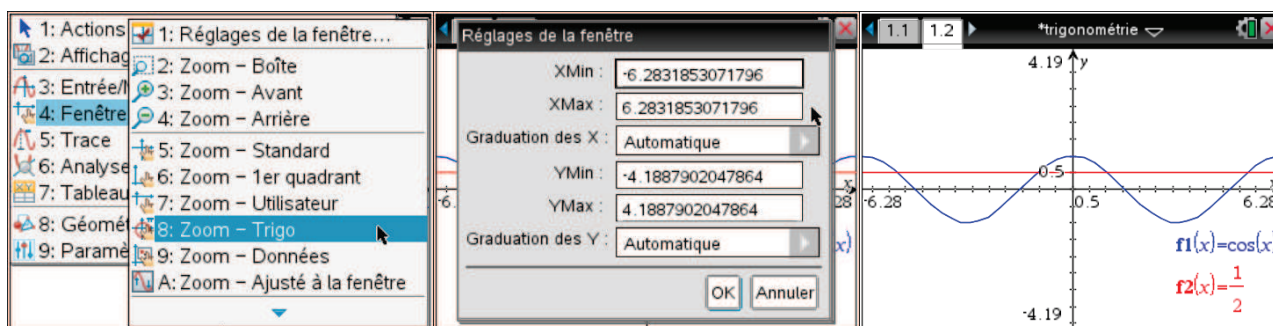 1: Actions
2: Affichag
3: Entrée/
4: Fenêtre
5: Trace
6: Analyse
7: Tableau
8: Géomét
9: Paramè
1: Réglages de la fenêtre...
2: Zoom – Boîte
3: Zoom – Avant
4: Zoom – Arrière
5: Zoom – Standard
6: Zoom – 1er quadrant
7: Zoom – Utilisateur
8: Zoom – Trigo
9: Zoom – Données
A: Zoom – Ajusté à la fenêtre
Réglages de la fenêtre
XMin : -6.2831853071796
XMax : 6.2831853071796
Graduation des X : Automatique
YMin : -4.1887902047864
YMax : 4.1887902047864
Graduation des Y : Automatique
OK Annuler
-6.
28
x)
1.1 1.2 *trigonométrie
4.19 y
0.5 x
-6.28 0.5 6.28
f1(x)=cos(x
f2(x)=1/2
-4.19